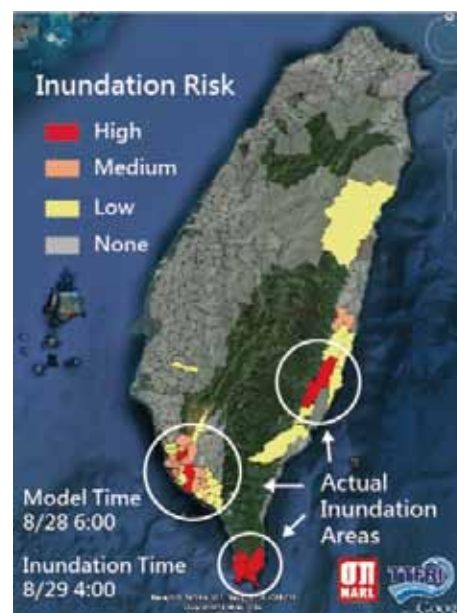 Inundation Risk
High
Medium
Low
None
Model Time
8/28 6:00
Inundation Time
8/29 4:00
Actual
Inundation
Areas
NARL
TTFRI